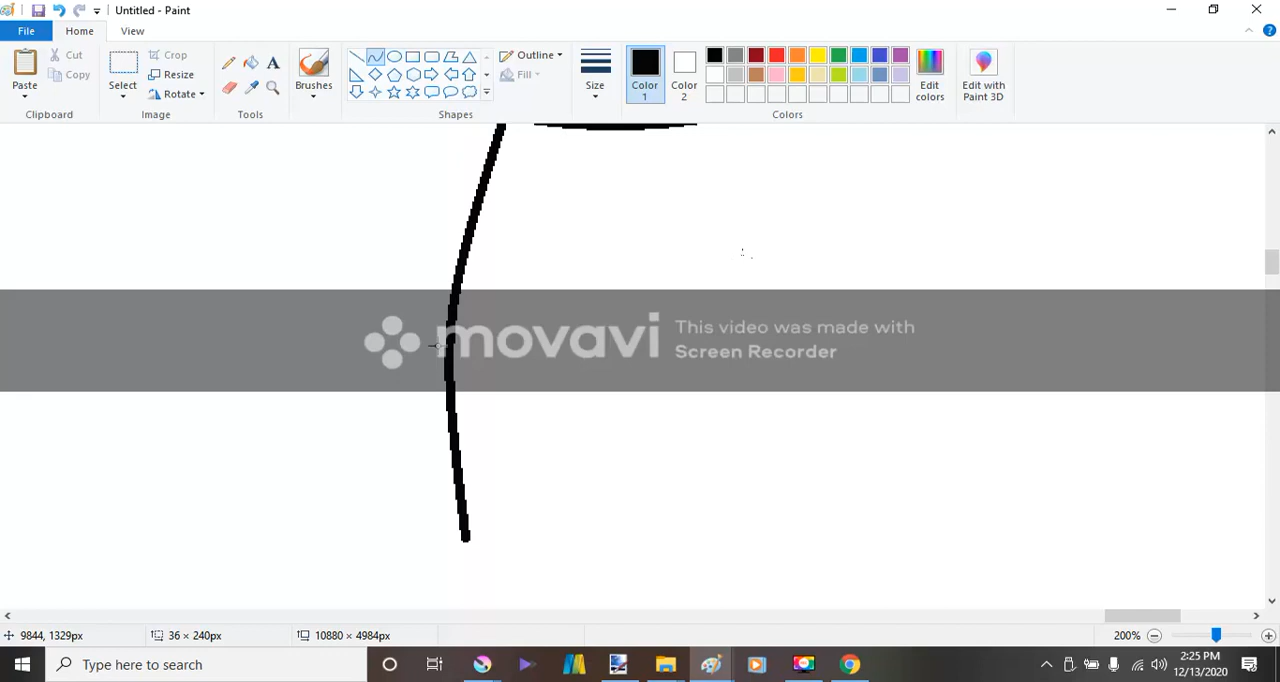 Untitled - Paint
File
Home
View
Paste
Cut
Copy
Clipboard
Select
Crop
Resize
Rotate
Image
A
Tools
Brushes
Shapes
Outline
Fill
Size
Color
1
Color
2
Colors
Edit
colors
Edit with
Paint 3D
movavi
This video was made with
Screen Recorder
9844, 1329px
36 × 240px
10880 × 4984px
200%
Type here to search
2:25 PM
12/13/2020